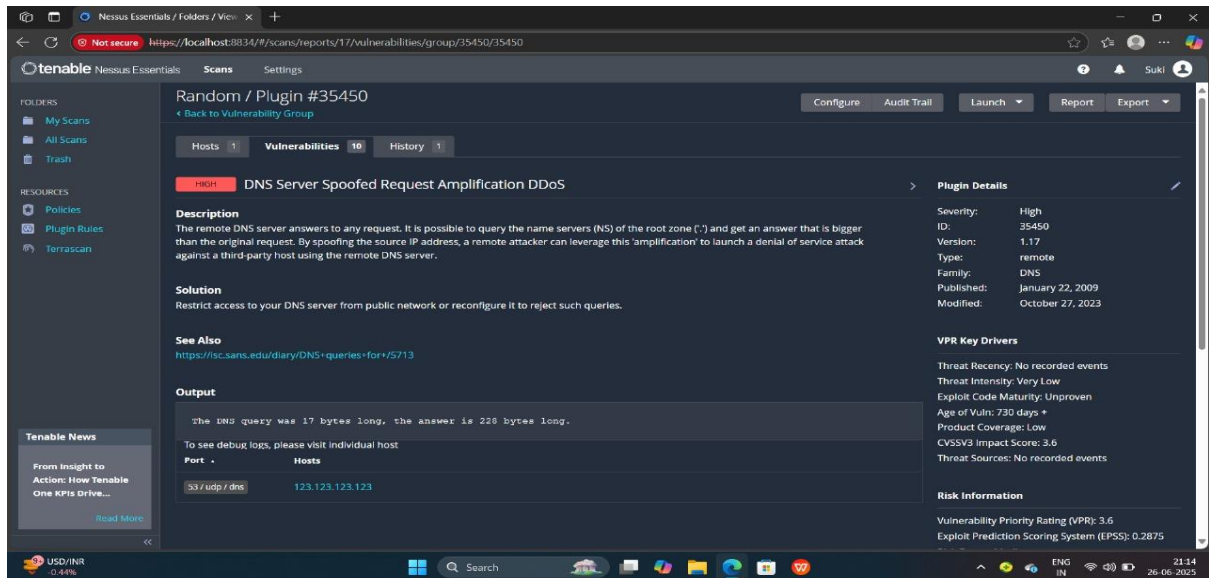 Nessus Essentials / Folders / View
Not secure https://localhost:8834/#/scans/reports/17/vulnerabilities/group/35450/35450
tenable Nessus Essentials Scans Settings Suki
FOLDERS
My Scans
All Scans
Trash
RESOURCES
Policies
Plugin Rules
Terrascan
Tenable News
From Insight to
Action: How Tenable
One KPIs Drive...
Read More
Random / Plugin #35450
< Back to Vulnerability Group
Configure Audit Trail Launch Report Export
Hosts 1 Vulnerabilities 10 History 1
HIGH DNS Server Spoofed Request Amplification DDoS
Description
The remote DNS server answers to any request. It is possible to query the name servers (NS) of the root zone ('.') and get an answer that is bigger
than the original request. By spoofing the source IP address, a remote attacker can leverage this 'amplification' to launch a denial of service attack
against a third-party host using the remote DNS server.
Solution
Restrict access to your DNS server from public network or reconfigure it to reject such queries.
See Also
https://isc.sans.edu/diary/DNS+queries+for+/5713
Output
The DNS query was 17 bytes long, the answer is 228 bytes long.
To see debug logs, please visit individual host
Port Hosts
53 / udp / dns 123.123.123.123
Plugin Details
Severity: High
ID: 35450
Version: 1.17
Type: remote
Family: DNS
Published: January 22, 2009
Modified: October 27, 2023
VPR Key Drivers
Threat Recency: No recorded events
Threat Intensity: Very Low
Exploit Code Maturity: Unproven
Age of Vuln: 730 days +
Product Coverage: Low
CVSSV3 Impact Score: 3.6
Threat Sources: No recorded events
Risk Information
Vulnerability Priority Rating (VPR): 3.6
Exploit Prediction Scoring System (EPSS): 0.2875
USD/INR
-0.44%
Search
ENG
IN
21:14
26-06-2025